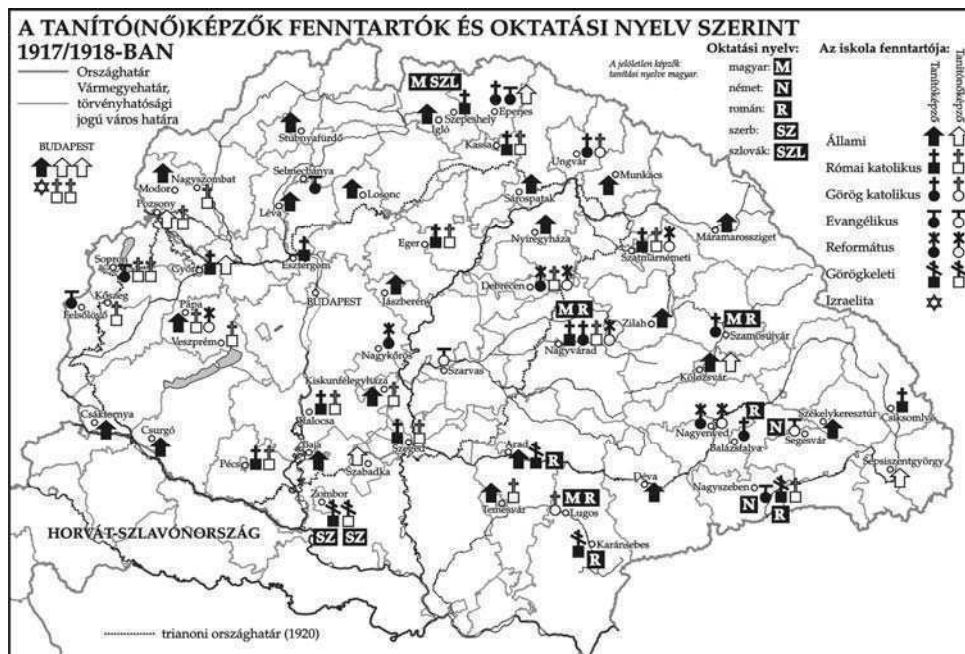 A TANÍTÓ(NŐ)KÉPZŐK FENNTARTÓK ÉS OKTATÁSI NYELV SZERINT
1917/1918-BAN
Országhatár
Vármegyehatár,
törvényhatósági
jogú város határa
A jelöletlen képzők
tanítási nyelve magyar.
Oktatási nyelv:
magyar: M
német: N
román: R
szerb: SZ
szlovák: SZL
Az iskola fenntartója:
Tanítóképző
Tanítónőképző
Állami
Római katolikus
Görög katolikus
Evangélikus
Református
Görögkeleti
Izraelita
BUDAPEST
M SZL
Igló
Szepeshely
Eperjes
Stubnyafürdő
Kassa
Ungvár
Munkács
Modor
Nagyszombat
Pozsony
Selmecbánya
Léva
Losonc
Sárospatak
Nyíregyháza
Máramarossziget
Eger
Szatmárnémeti
Sopron
Győr
Esztergom
BUDAPEST
Jászberény
Debrecen
M R
M R
Kőszeg
Felsőlövő
Pápa
Veszprém
Nagykőrös
Szarvas
Nagyvárad
Zilah
Szamosújvár
Kolozsvár
Kiskunfélegyháza
Kalocsa
Csáktornya
Csurgó
Pécs
Baja
Szabadka
Szeged
Arad
R
Nagyenyed
Balázsfalva
R
N
Segesvár
Székelykeresztúr
Csíksomlyó
Sepsiszentgyörgy
Zombor
SZ SZ
Temesvár
M R
Lugos
Déva
Nagyszeben
N
R
Karánsebes
R
HORVÁT-SZLAVÓNORSZÁG
trianoni országhatár (1920)